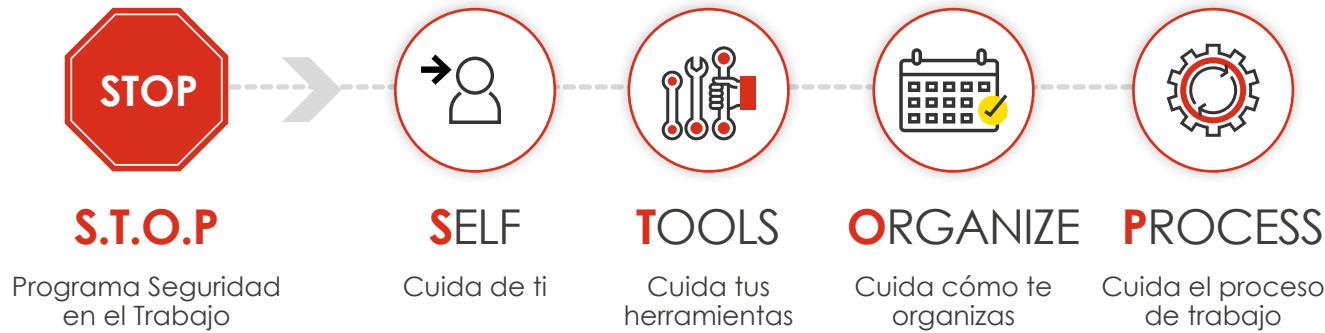 STOP
S.T.O.P
Programa Seguridad
en el Trabajo
SELF
Cuida de ti
TOOLS
Cuida tus
herramientas
ORGANIZE
Cuida cómo te
organizas
PROCESS
Cuida el proceso
de trabajo